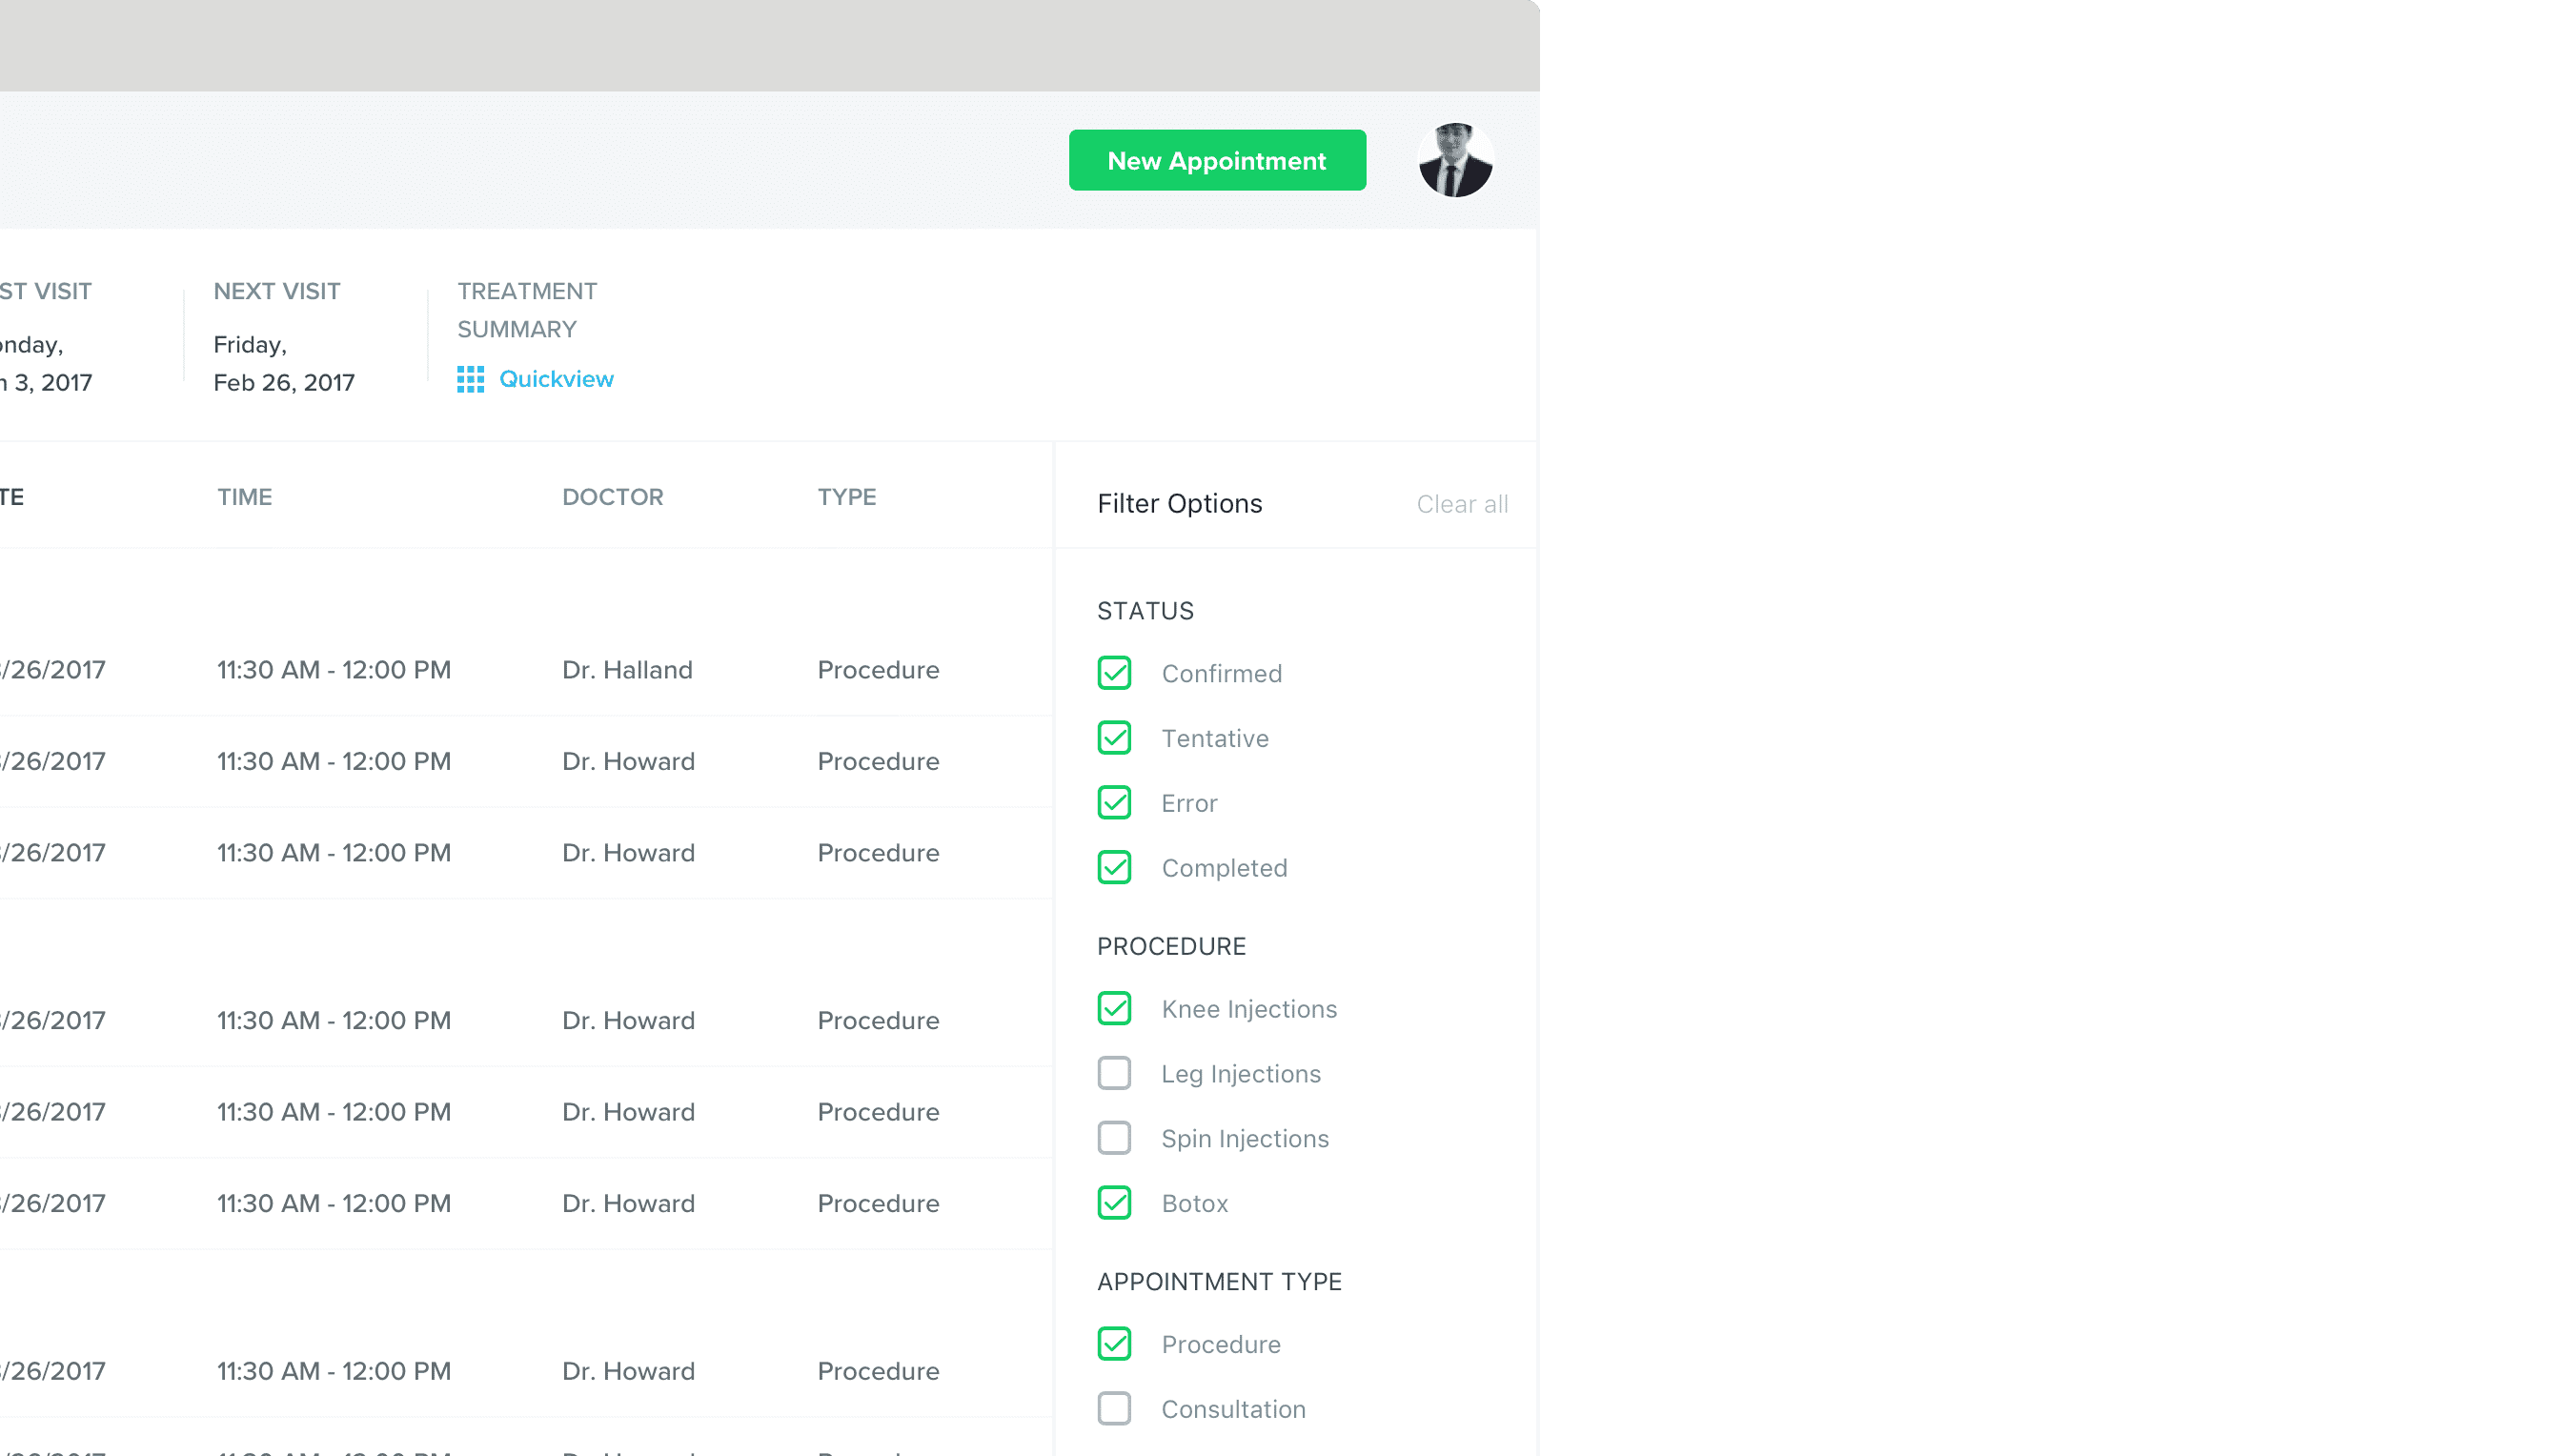 New Appointment
ST VISIT
NEXT VISIT
TREATMENT
SUMMARY
nday,
Friday,
3, 2017
Feb 26, 2017
Quickview
TE
TIME
DOCTOR
TYPE
Filter Options
Clear all
STATUS
/26/2017
11:30 AM - 12:00 PM
Dr. Halland
Procedure
Confirmed
/26/2017
11:30 AM - 12:00 PM
Dr. Howard
Procedure
Tentative
Error
/26/2017
11:30 AM - 12:00 PM
Dr. Howard
Procedure
Completed
PROCEDURE
/26/2017
11:30 AM - 12:00 PM
Dr. Howard
Procedure
Knee Injections
Leg Injections
/26/2017
11:30 AM - 12:00 PM
Dr. Howard
Procedure
Spin Injections
/26/2017
11:30 AM - 12:00 PM
Dr. Howard
Procedure
Botox
APPOINTMENT TYPE
Procedure
/26/2017
11:30 AM - 12:00 PM
Dr. Howard
Procedure
Consultation